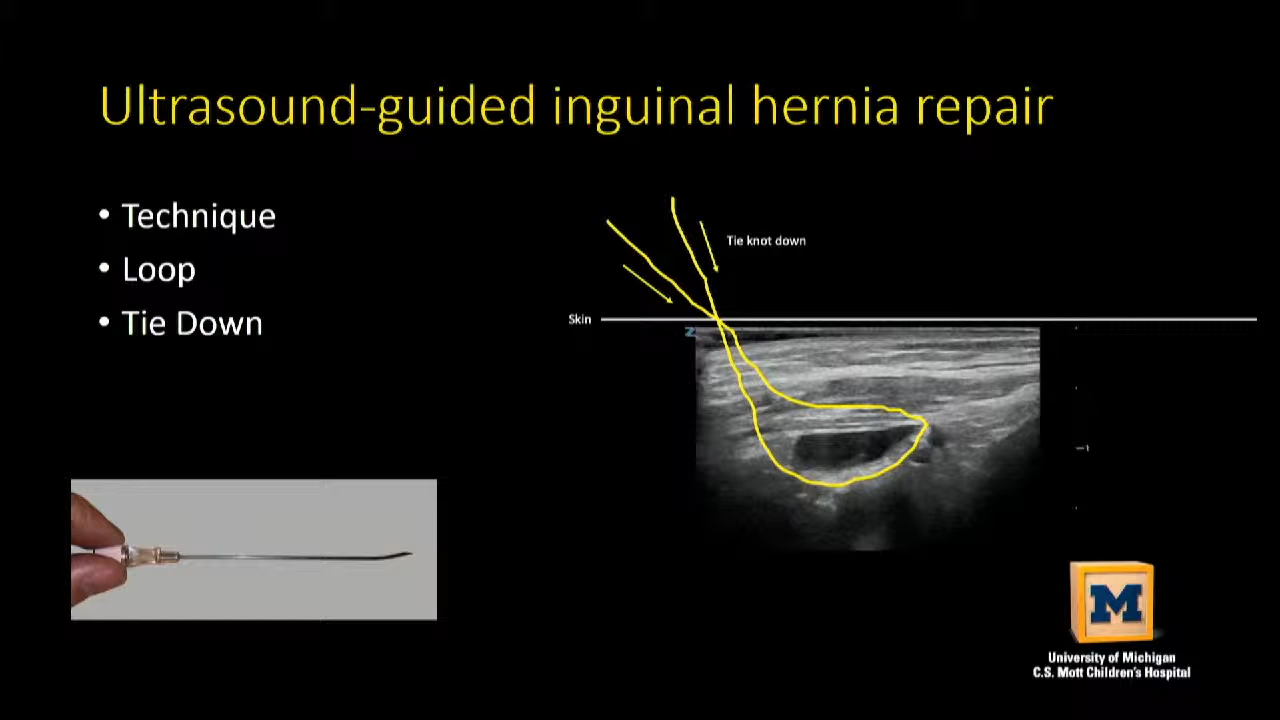 Ultrasound-guided inguinal hernia repair
• Technique
• Loop
• Tie Down
Tie knot down
Skin
Z
-1
M
University of Michigan
C.S. Mott Children's Hospital